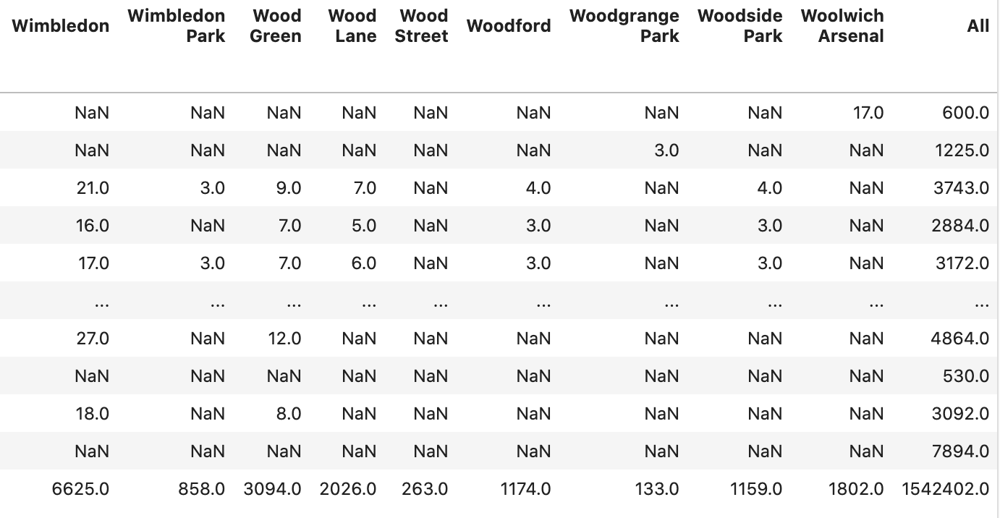 Wimbledon Wimbledon Park Wood Green Wood Lane Wood Street Woodford Woodgrange Park Woodside Park Woolwich Arsenal All
NaN NaN NaN NaN NaN NaN NaN NaN 17.0 600.0
NaN NaN NaN NaN NaN NaN 3.0 NaN NaN 1225.0
21.0 3.0 9.0 7.0 NaN 4.0 NaN 4.0 NaN 3743.0
16.0 NaN 7.0 5.0 NaN 3.0 NaN 3.0 NaN 2884.0
17.0 3.0 7.0 6.0 NaN 3.0 NaN 3.0 NaN 3172.0
... ... ... ... ... ... ... ... ... ...
27.0 NaN 12.0 NaN NaN NaN NaN NaN NaN 4864.0
NaN NaN NaN NaN NaN NaN NaN NaN NaN 530.0
18.0 NaN 8.0 NaN NaN NaN NaN NaN NaN 3092.0
NaN NaN NaN NaN NaN NaN NaN NaN NaN 7894.0
6625.0 858.0 3094.0 2026.0 263.0 1174.0 133.0 1159.0 1802.0 1542402.0